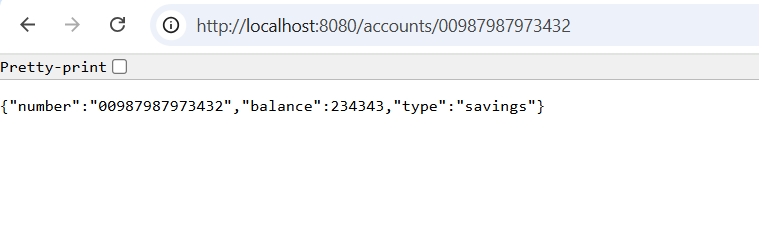 http://localhost:8080/accounts/00987987973432
Pretty-print
{"number":"00987987973432","balance":234343,"type":"savings"}